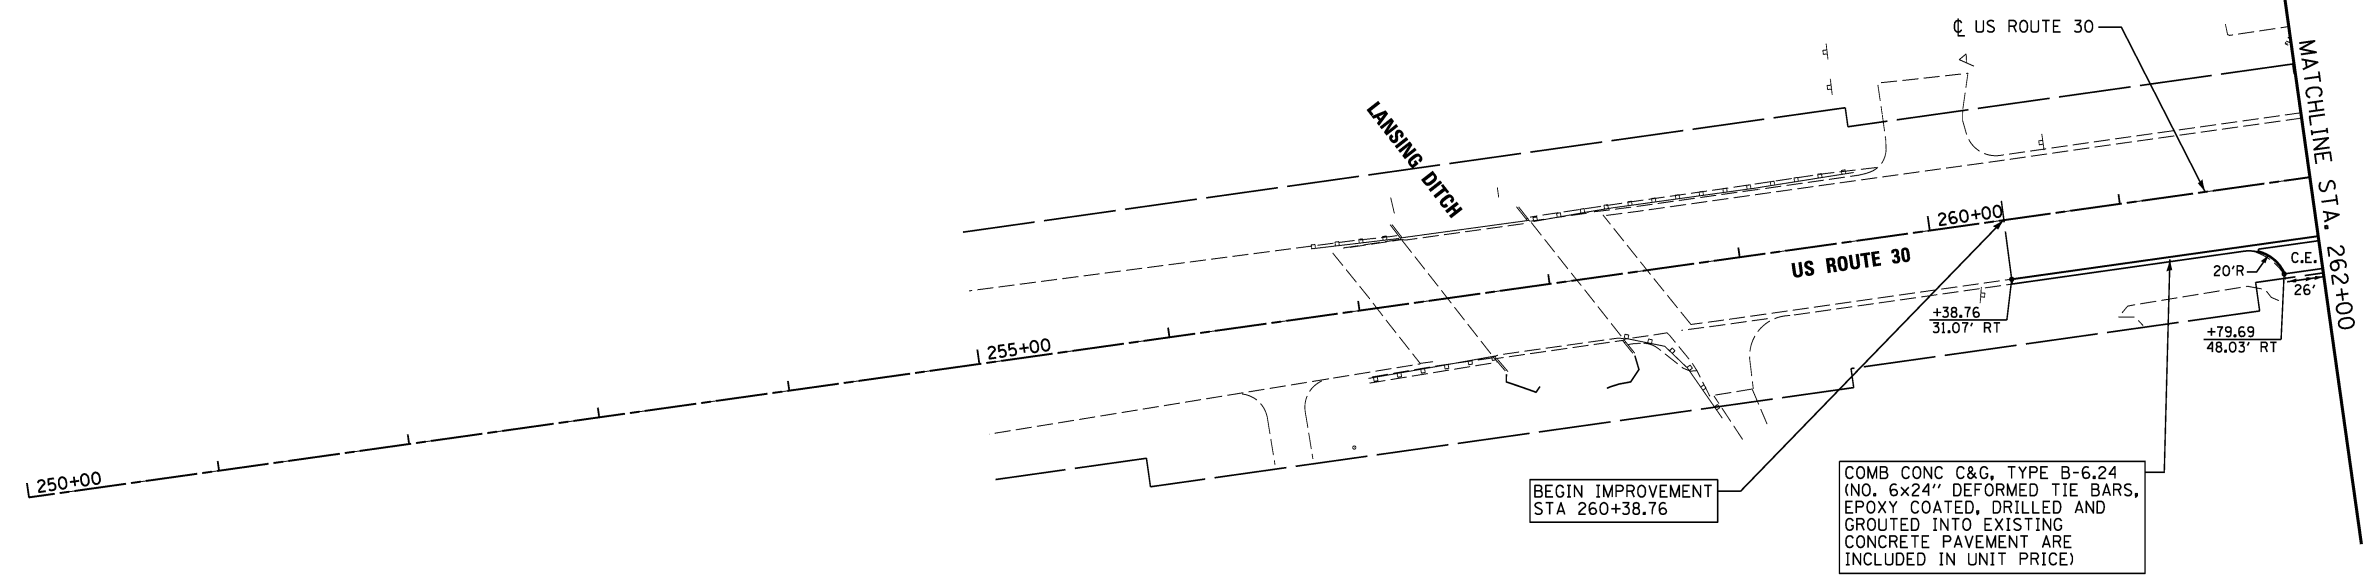 ℄ US ROUTE 30
MATCHLINE STA. 262+00
LANSING DITCH
260+00
US ROUTE 30
C.E.
20'R
26'
+38.76
31.07' RT
+79.69
48.03' RT
255+00
250+00
BEGIN IMPROVEMENT
STA 260+38.76
COMB CONC C&G, TYPE B-6.24
(NO. 6x24" DEFORMED TIE BARS,
EPOXY COATED, DRILLED AND
GROUTED INTO EXISTING
CONCRETE PAVEMENT ARE
INCLUDED IN UNIT PRICE)